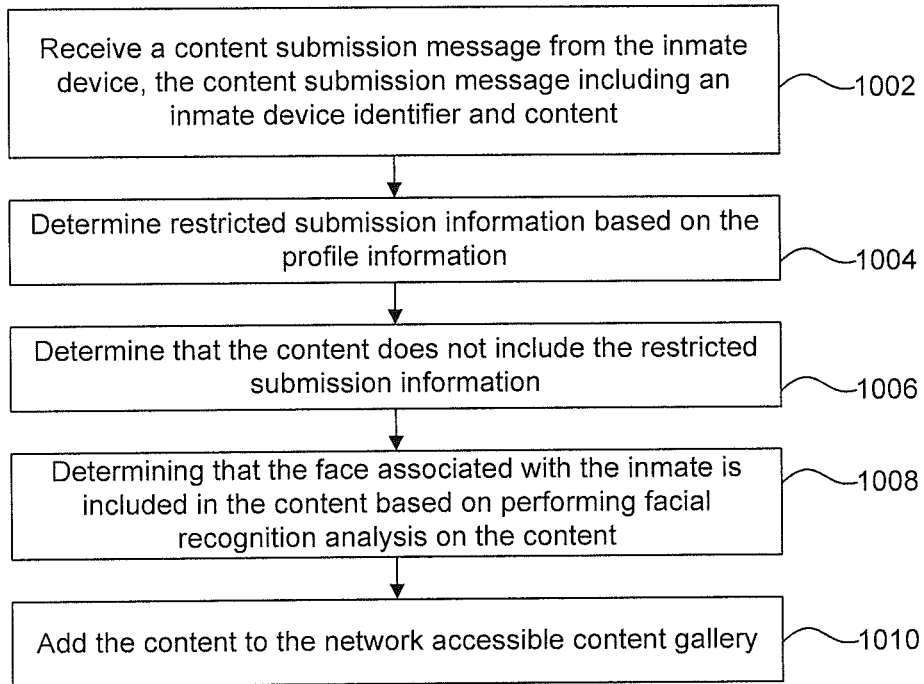 Receive a content submission message from the inmate
device, the content submission message including an
inmate device identifier and content
1002
Determine restricted submission information based on the
profile information
1004
Determine that the content does not include the restricted
submission information
1006
Determining that the face associated with the inmate is
included in the content based on performing facial
recognition analysis on the content
1008
Add the content to the network accessible content gallery
1010